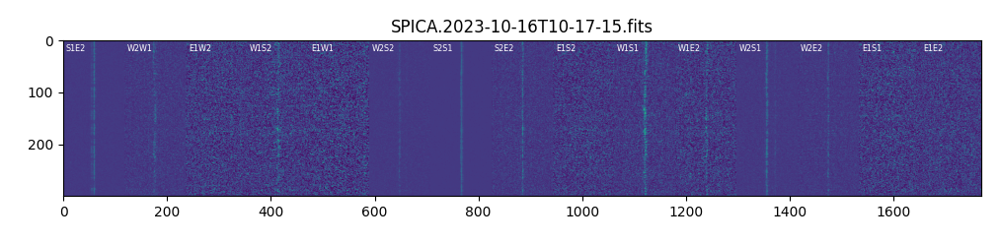 SPICA.2023-10-16T10-17-15.fits
S1E2 W2W1 E1W2 W1S2 E1W1 W2S2 S2S1 S2E2 E1S2 W1S1 W1E2 W2S1 W2E2 E1S1 E1E2
0
100
200
0 200 400 600 800 1000 1200 1400 1600